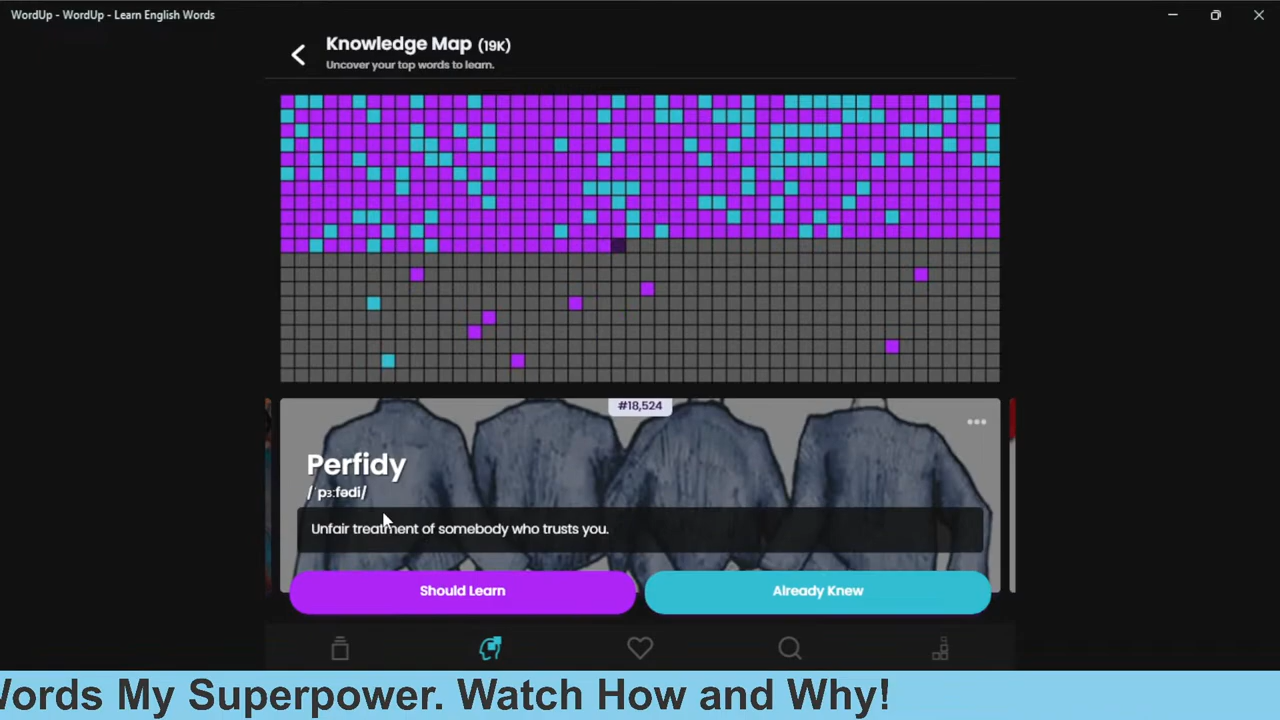 WordUp - WordUp - Learn English Words
Knowledge Map (19K)
Uncover your top words to learn.
#18,524
Perfidy
/ˈpɜːfədi/
Unfair treatment of somebody who trusts you.
Should Learn
Already Knew
Words My Superpower. Watch How and Why!